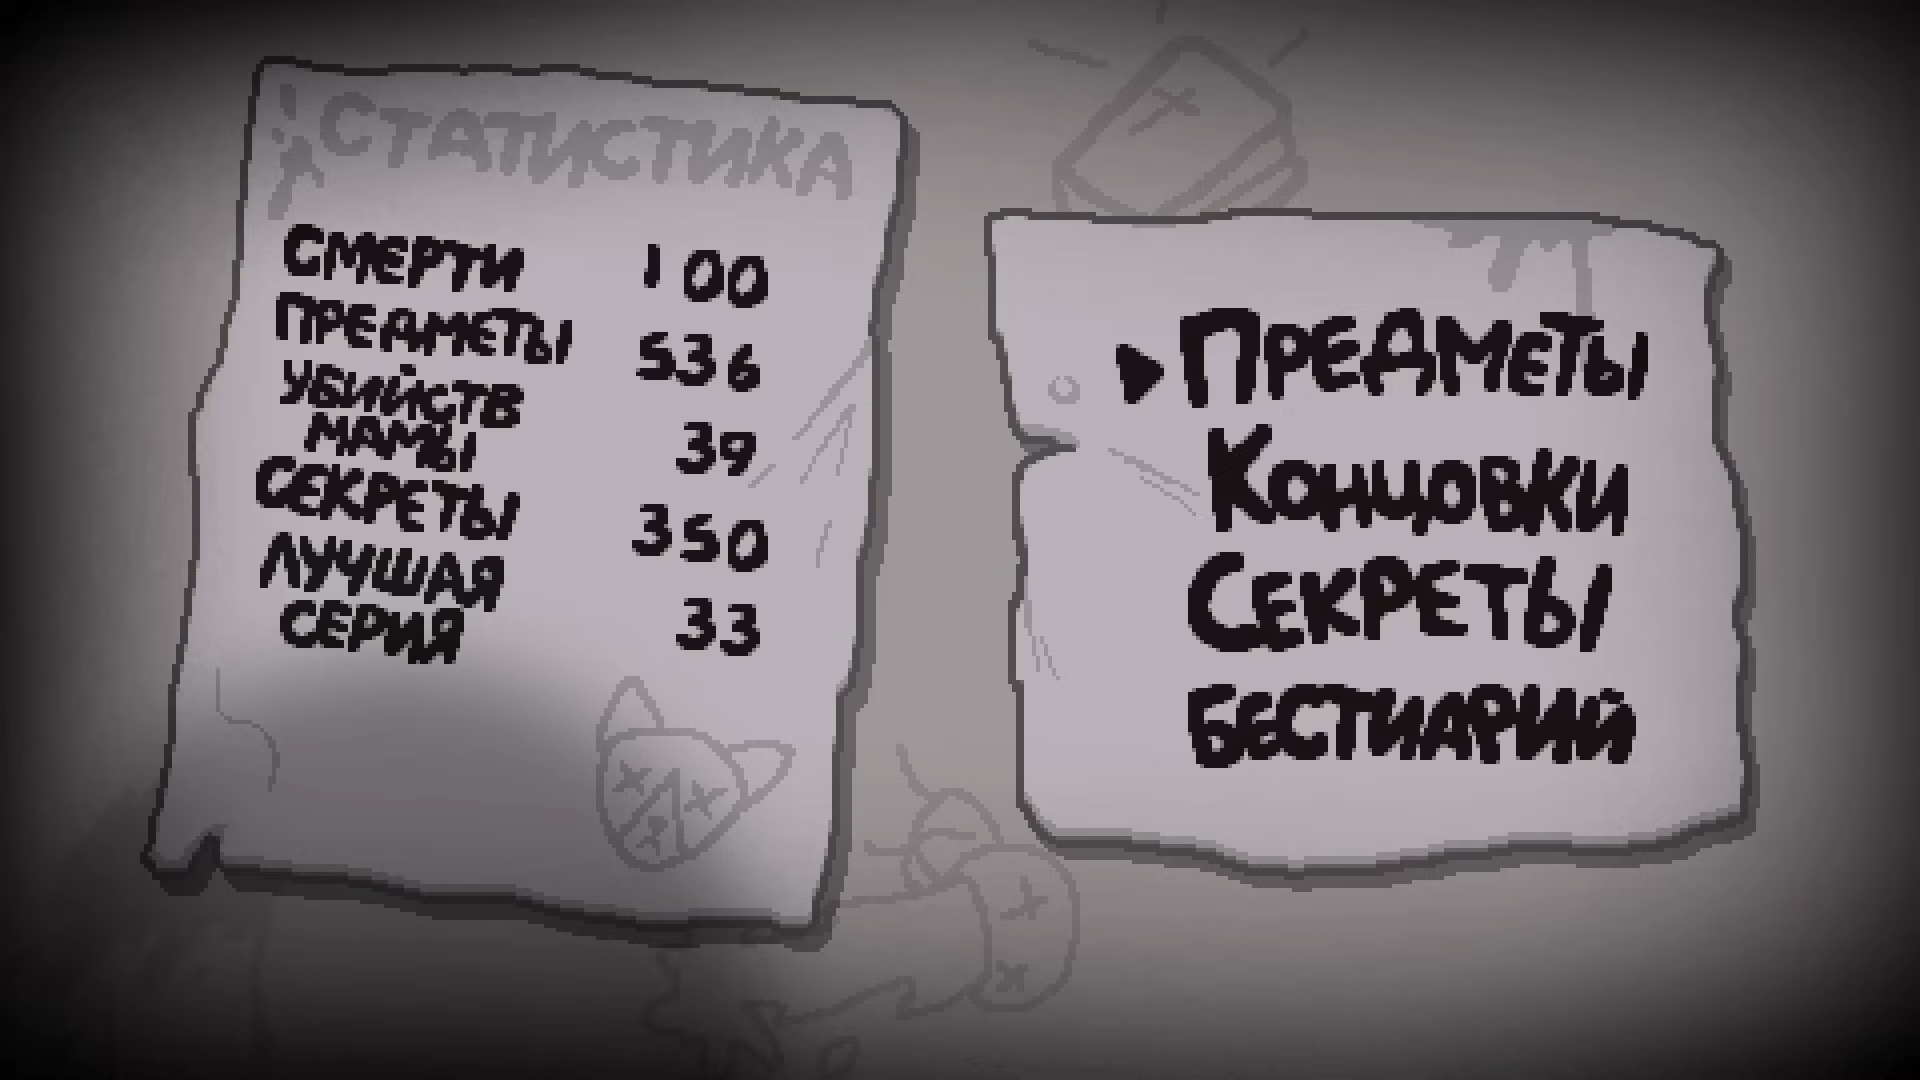 Статистика
Смерти 100
Предметы 536
Убийств
мамы 39
Секреты 350
Лучшая
серия 33
Предметы
Концовки
Секреты
Бестиарий